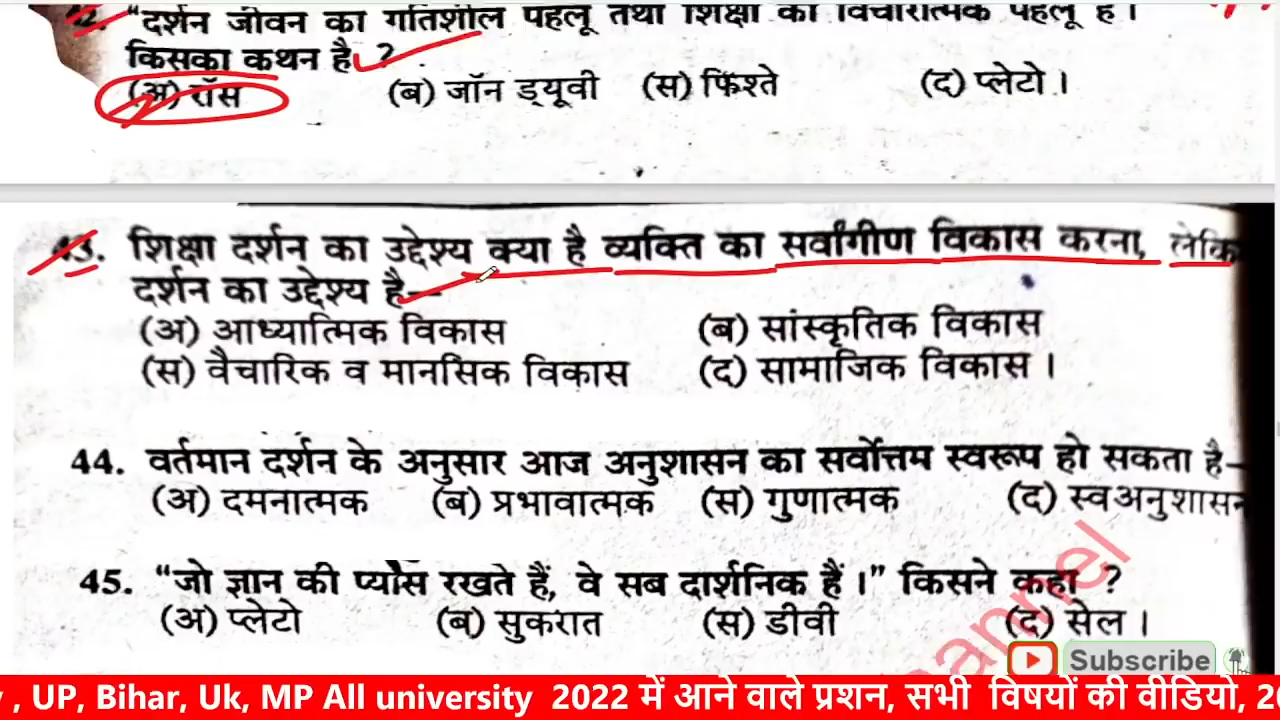 "दर्शन जीवन का गतिशील पहलू तथा शिक्षा का विचारात्मक पहलू है।
किसका कथन है ?
(अ) रॉस (ब) जॉन ड्यूवी (स) फिश्ते (द) प्लेटो ।
43. शिक्षा दर्शन का उद्देश्य क्या है व्यक्ति का सर्वांगीण विकास करना, लेकि
दर्शन का उद्देश्य है—
(अ) आध्यात्मिक विकास (ब) सांस्कृतिक विकास
(स) वैचारिक व मानसिक विकास (द) सामाजिक विकास ।
44. वर्तमान दर्शन के अनुसार आज अनुशासन का सर्वोत्तम स्वरूप हो सकता है-
(अ) दमनात्मक (ब) प्रभावात्मक (स) गुणात्मक (द) स्वअनुशासन
45. "जो ज्ञान की प्यास रखते हैं, वे सब दार्शनिक हैं ।" किसने कहा ?
(अ) प्लेटो (ब) सुकरात (स) डीवी (द) सेल ।
Subscribe
, UP, Bihar, Uk, MP All university 2022 में आने वाले प्रशन, सभी विषयों की वीडियो,